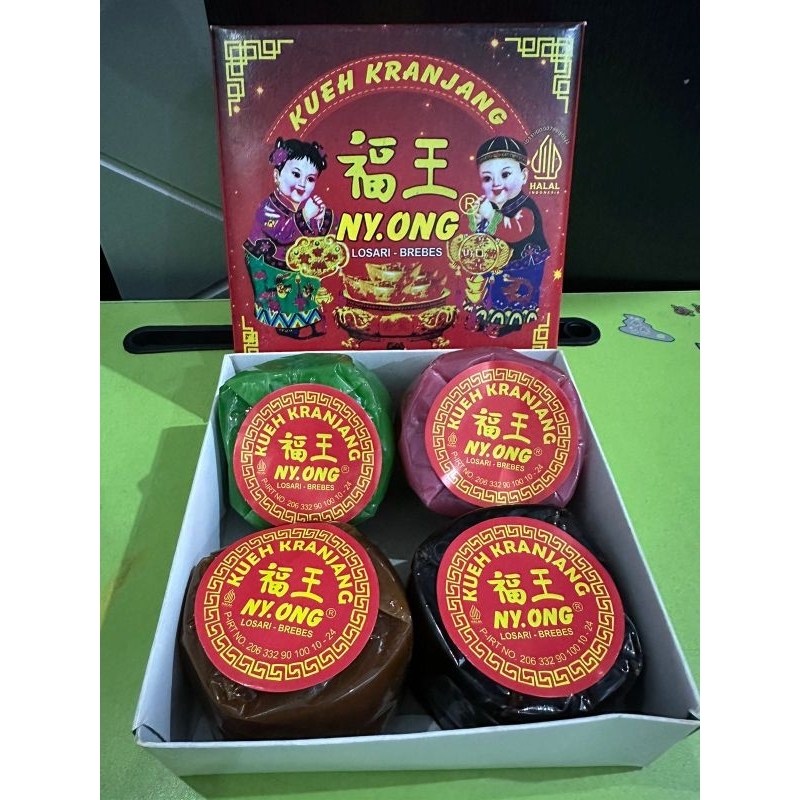 KUEH KRANJANG
福王
®
NY.ONG
LOSARI - BREBES
HALAL
INDONESIA
KUEH KRANJANG
福王
NY.ONG®
LOSARI - BREBES
P-IRT NO. 206 332 90 100 10 - 24
KUEH KRANJANG
福王
NY.ONG®
LOSARI - BREBES
P-IRT NO. 206 332 90 100 10 - 24
KUEH KRANJANG
福王
NY.ONG®
LOSARI - BREBES
P-IRT NO. 206 332 90 100 10 - 24
KUEH KRANJANG
福王
NY.ONG®
LOSARI - BREBES
P-IRT NO. 206 332 90 100 10 - 24